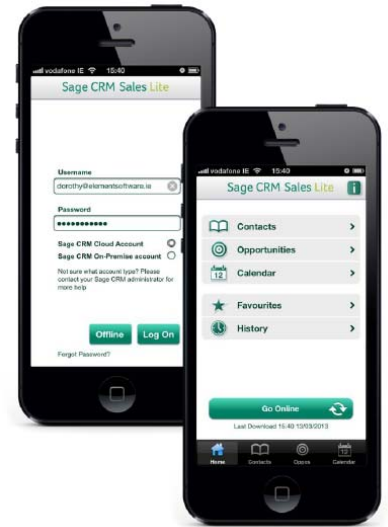 vodafone IE 15:40
Sage CRM Sales Lite
Username
dorothy@elementsoftware.ie
Password
Sage CRM Cloud Account
Sage CRM On-Premise account
Not sure what account type? Please
contact your Sage CRM administrator for
more help
Offline Log On
Forgot Password?
vodafone IE 15:40
Sage CRM Sales Lite i
Contacts
Opportunities
12 Calendar
Favourites
History
Go Online
Last Download 15:40 13/03/2013
Home Contacts Oppos Calendar